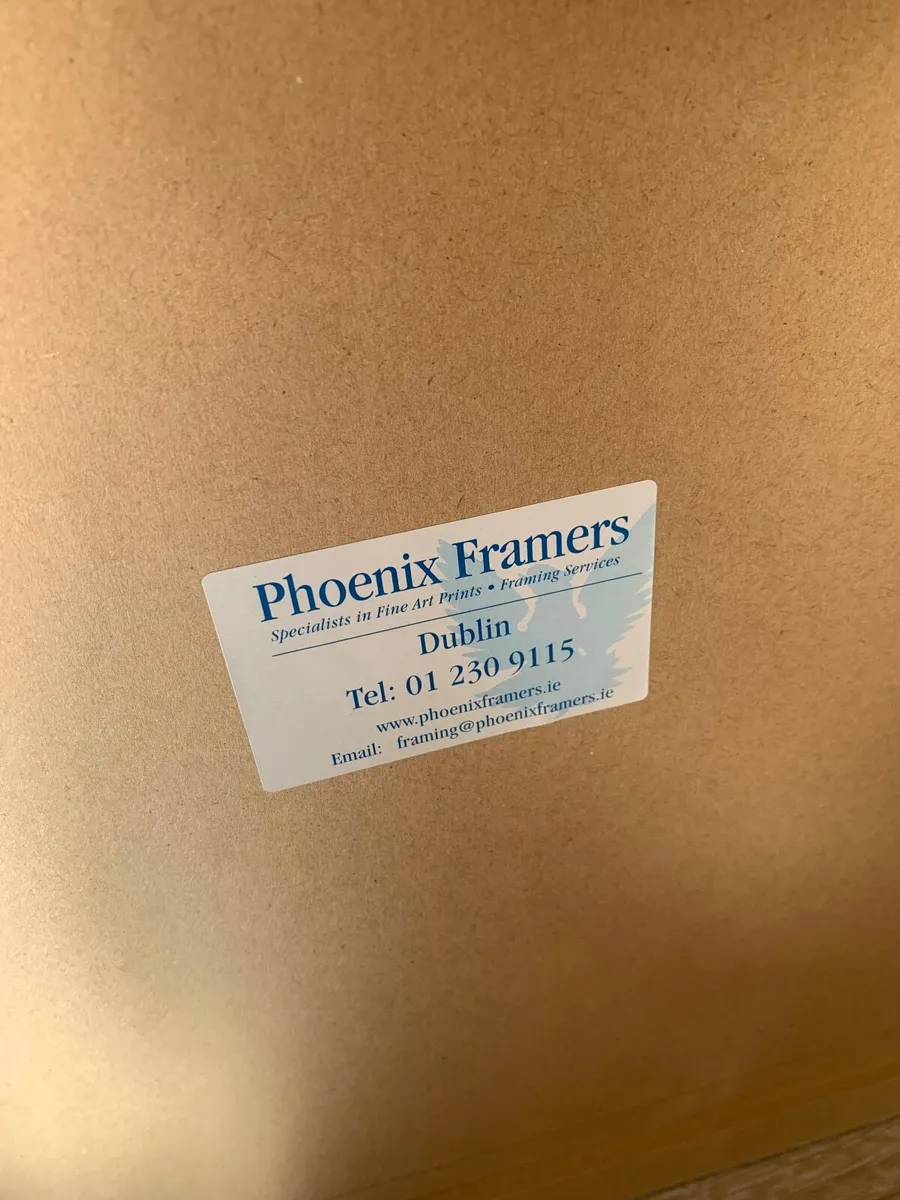 Phoenix Framers
Specialists in Fine Art Prints • Framing Services
Dublin
Tel: 01 230 9115
www.phoenixframers.ie
Email: framing@phoenixframers.ie